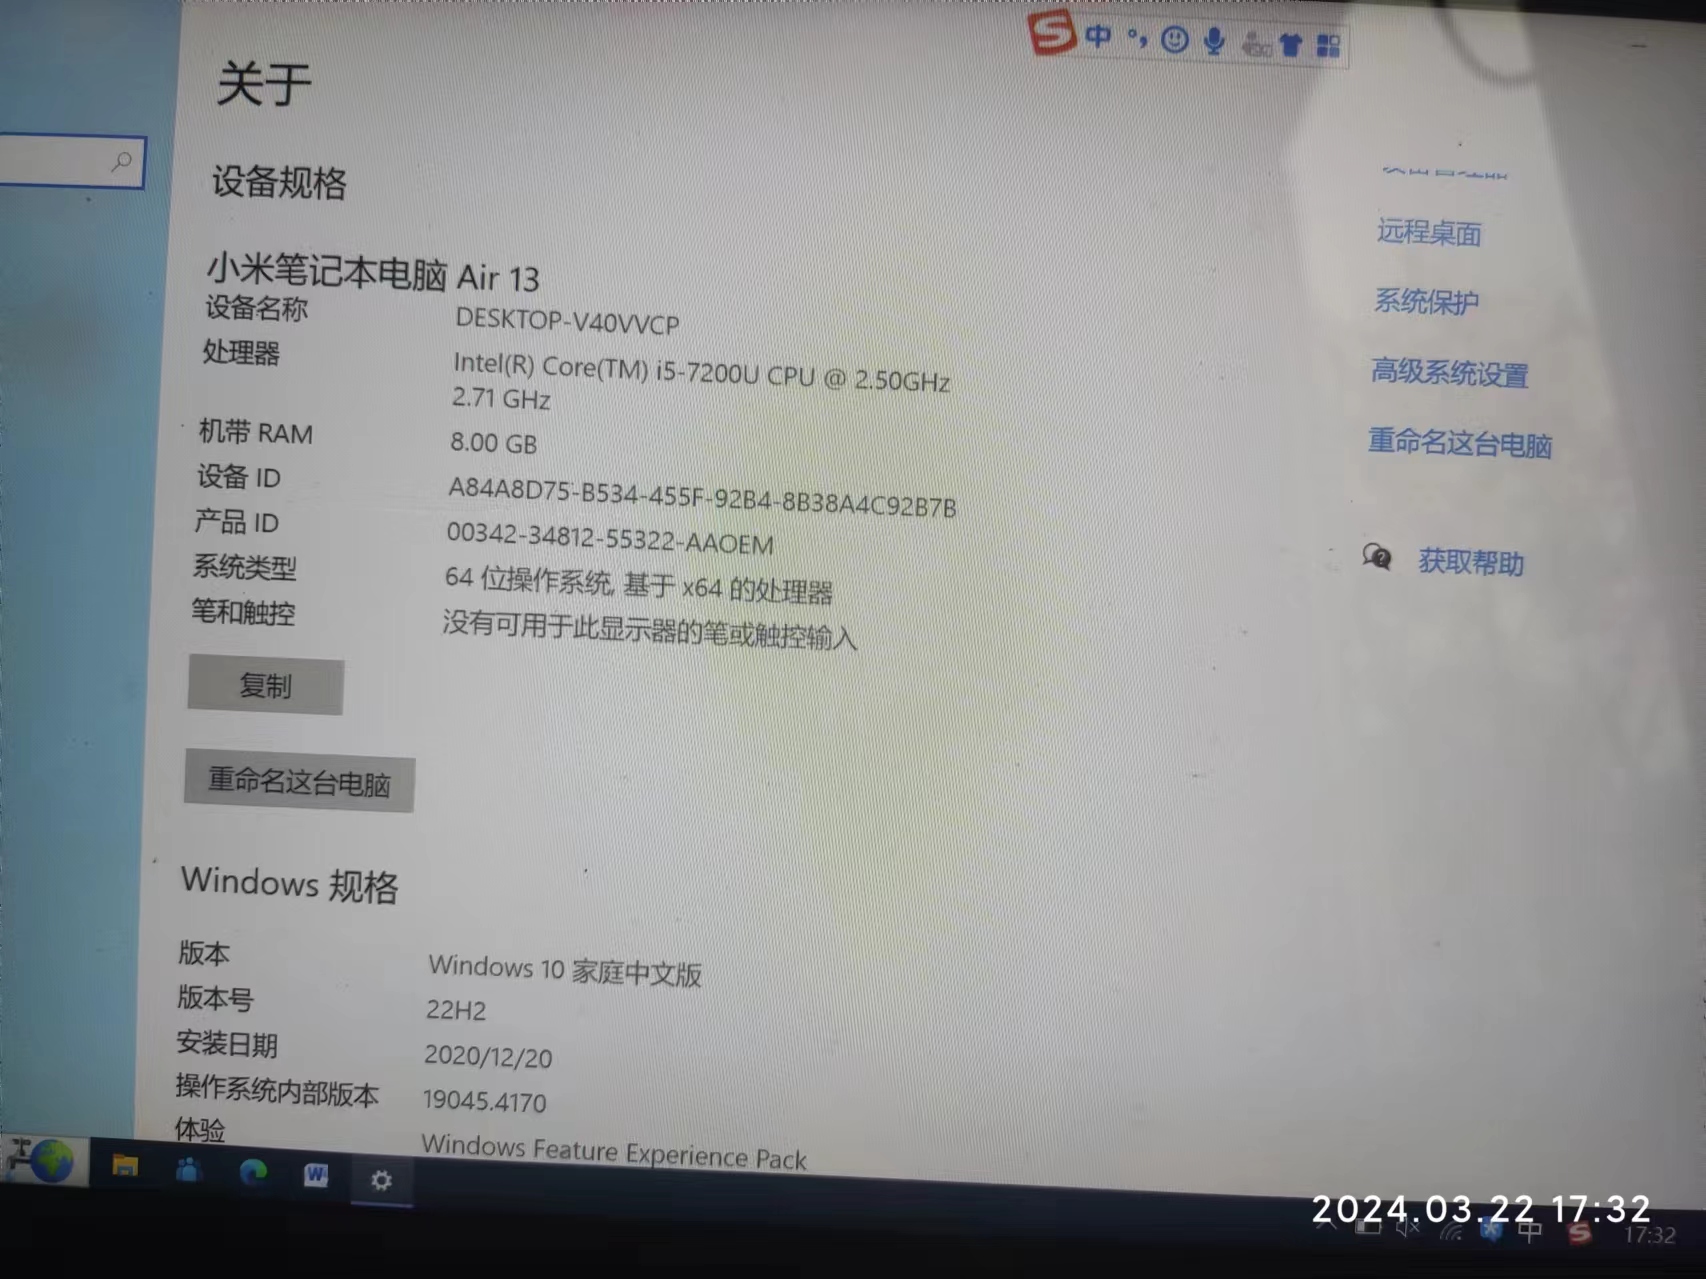 中
关于
设备规格
远程桌面
系统保护
高级系统设置
重命名这台电脑
获取帮助
小米笔记本电脑 Air 13
设备名称 DESKTOP-V40VVCP
处理器 Intel(R) Core(TM) i5-7200U CPU @ 2.50GHz
2.71 GHz
机带 RAM 8.00 GB
设备 ID A84A8D75-B534-455F-92B4-8B38A4C92B7B
产品 ID 00342-34812-55322-AAOEM
系统类型 64 位操作系统, 基于 x64 的处理器
笔和触控 没有可用于此显示器的笔或触控输入
复制
重命名这台电脑
Windows 规格
版本 Windows 10 家庭中文版
版本号 22H2
安装日期 2020/12/20
操作系统内部版本 19045.4170
体验 Windows Feature Experience Pack
2024.03.22 17:32
中
17:32